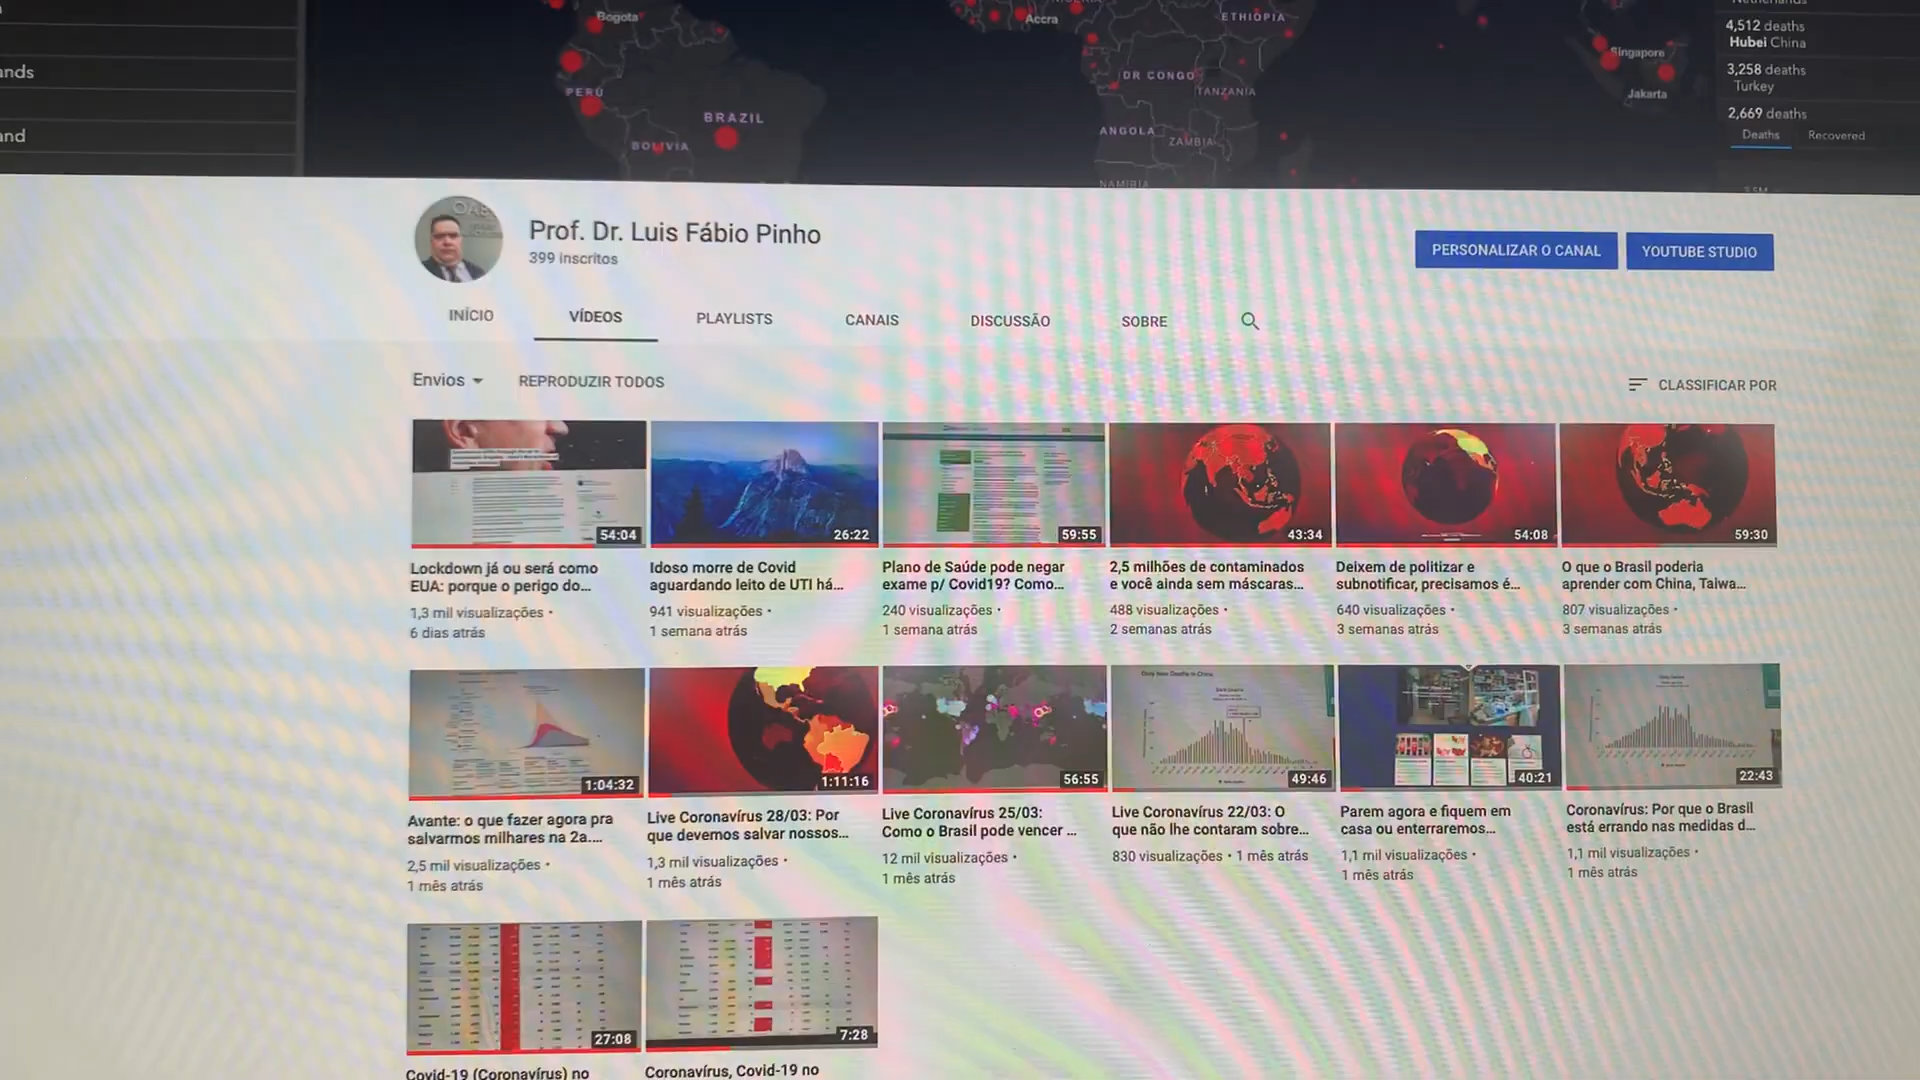 Bogota
Accra
ETHIOPIA
4,512 deaths
Hubei China
Singapore
ands
DR CONGO
3,258 deaths
PERÚ
TANZANIA
Turkey
Jakarta
BRAZIL
2,669 deaths
and
ANGOLA
Deaths
Recovered
BOLIVIA
ZAMBIA
NAMIBIA
Prof. Dr. Luis Fábio Pinho
399 inscritos
PERSONALIZAR O CANAL
YOUTUBE STUDIO
INÍCIO
VÍDEOS
PLAYLISTS
CANAIS
DISCUSSÃO
SOBRE
Envios
REPRODUZIR TODOS
CLASSIFICAR POR
54:04
26:22
59:55
43:34
54:08
59:30
Lockdown já ou será como
EUA: porque o perigo do...
1,3 mil visualizações •
6 dias atrás
Idoso morre de Covid
aguardando leito de UTI há...
941 visualizações •
1 semana atrás
Plano de Saúde pode negar
exame p/ Covid19? Como...
240 visualizações •
1 semana atrás
2,5 milhões de contaminados
e você ainda sem máscaras...
488 visualizações •
2 semanas atrás
Deixem de politizar e
subnotificar, precisamos é...
640 visualizações •
3 semanas atrás
O que o Brasil poderia
aprender com China, Taiwa...
807 visualizações •
3 semanas atrás
1:04:32
1:11:16
56:55
49:46
40:21
22:43
Avante: o que fazer agora pra
salvarmos milhares na 2a....
2,5 mil visualizações •
1 mês atrás
Live Coronavírus 28/03: Por
que devemos salvar nossos...
1,3 mil visualizações •
1 mês atrás
Live Coronavírus 25/03:
Como o Brasil pode vencer ...
12 mil visualizações •
1 mês atrás
Live Coronavírus 22/03: O
que não lhe contaram sobre...
830 visualizações • 1 mês atrás
Parem agora e fiquem em
casa ou enterraremos...
1,1 mil visualizações •
1 mês atrás
Coronavírus: Por que o Brasil
está errando nas medidas d...
1,1 mil visualizações •
1 mês atrás
27:08
7:28
Covid-19 (Coronavírus) no
Coronavírus, Covid-19 no